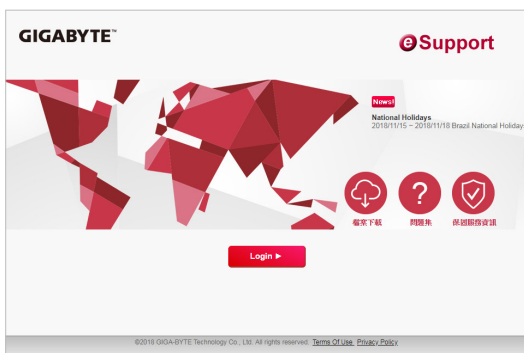 GIGABYTE™
eSupport
News!
National Holidays
2018/11/15 ~ 2018/11/18 Brazil National Holiday
檔案下載
問題集
保固服務資訊
Login ►
©2018 GIGA-BYTE Technology Co., Ltd. All rights reserved. Terms Of Use Privacy Policy